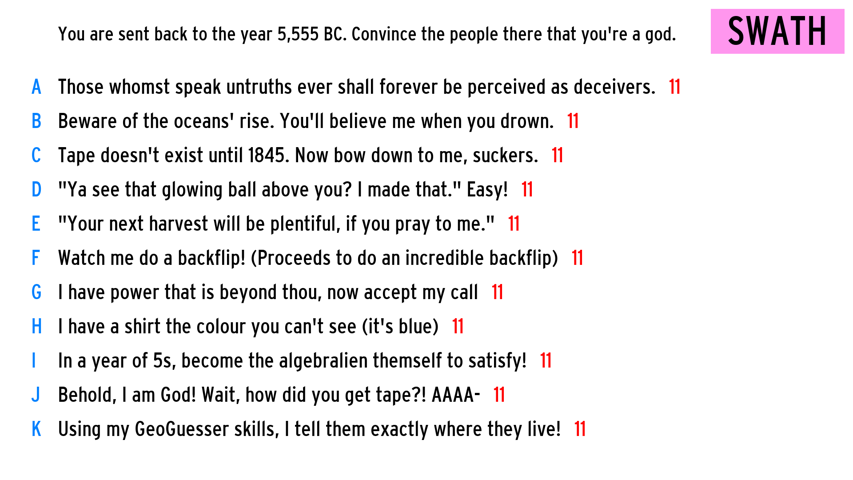 You are sent back to the year 5,555 BC. Convince the people there that you're a god.
SWATH
A Those whomst speak untruths ever shall forever be perceived as deceivers. 11
B Beware of the oceans' rise. You'll believe me when you drown. 11
C Tape doesn't exist until 1845. Now bow down to me, suckers. 11
D "Ya see that glowing ball above you? I made that." Easy! 11
E "Your next harvest will be plentiful, if you pray to me." 11
F Watch me do a backflip! (Proceeds to do an incredible backflip) 11
G I have power that is beyond thou, now accept my call 11
H I have a shirt the colour you can't see (it's blue) 11
I In a year of 5s, become the algebralien themself to satisfy! 11
J Behold, I am God! Wait, how did you get tape?! AAAA- 11
K Using my GeoGuesser skills, I tell them exactly where they live! 11